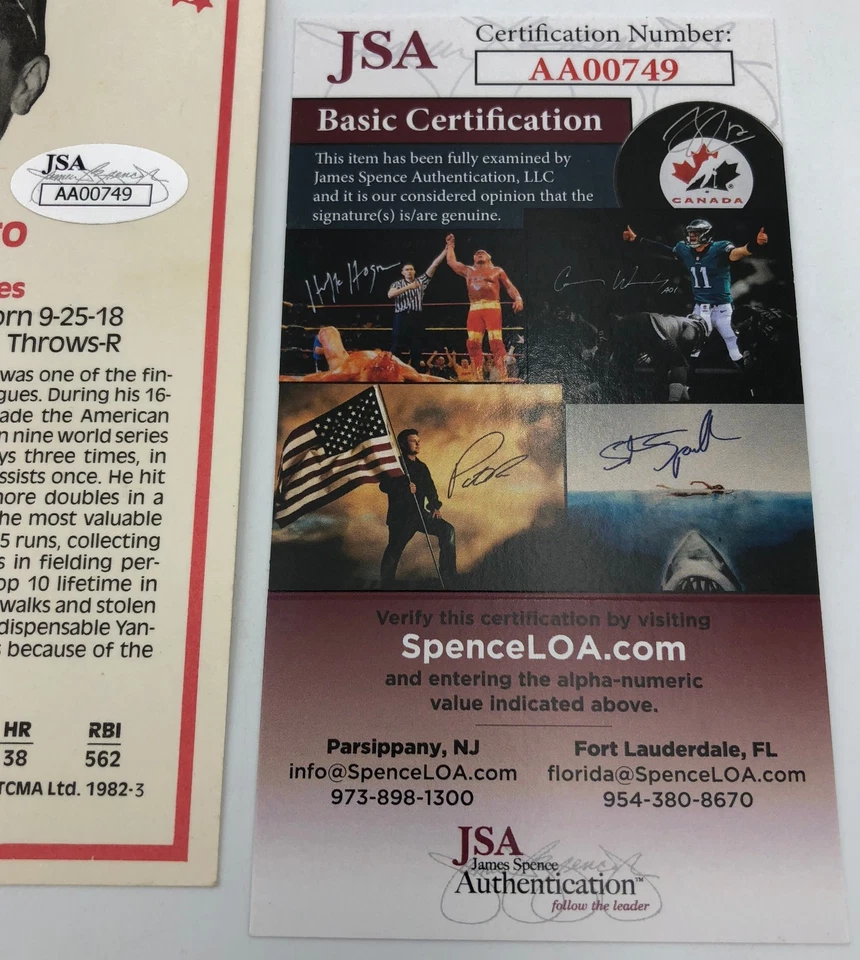 JSA
AA00749
TO
es
orn 9-25-18
Throws-R
was one of the fin-
gues. During his 16-
ade the American
n nine world series
ys three times, in
ssists once. He hit
more doubles in a
he most valuable
5 runs, collecting
s in fielding per-
op 10 lifetime in
walks and stolen
dispensable Yan-
s because of the
HR RBI
38 562
TCMA Ltd. 1982-3
JSA
Certification Number:
AA00749
Basic Certification
This item has been fully examined by
James Spence Authentication, LLC
and it is our considered opinion that the
signature(s) is/are genuine.
CANADA
Hulk Hogan
11
Verify this certification by visiting
SpenceLOA.com
and entering the alpha-numeric
value indicated above.
Parsippany, NJ
info@SpenceLOA.com
973-898-1300
Fort Lauderdale, FL
florida@SpenceLOA.com
954-380-8670
JSA
James Spence
Authentication™
follow the leader